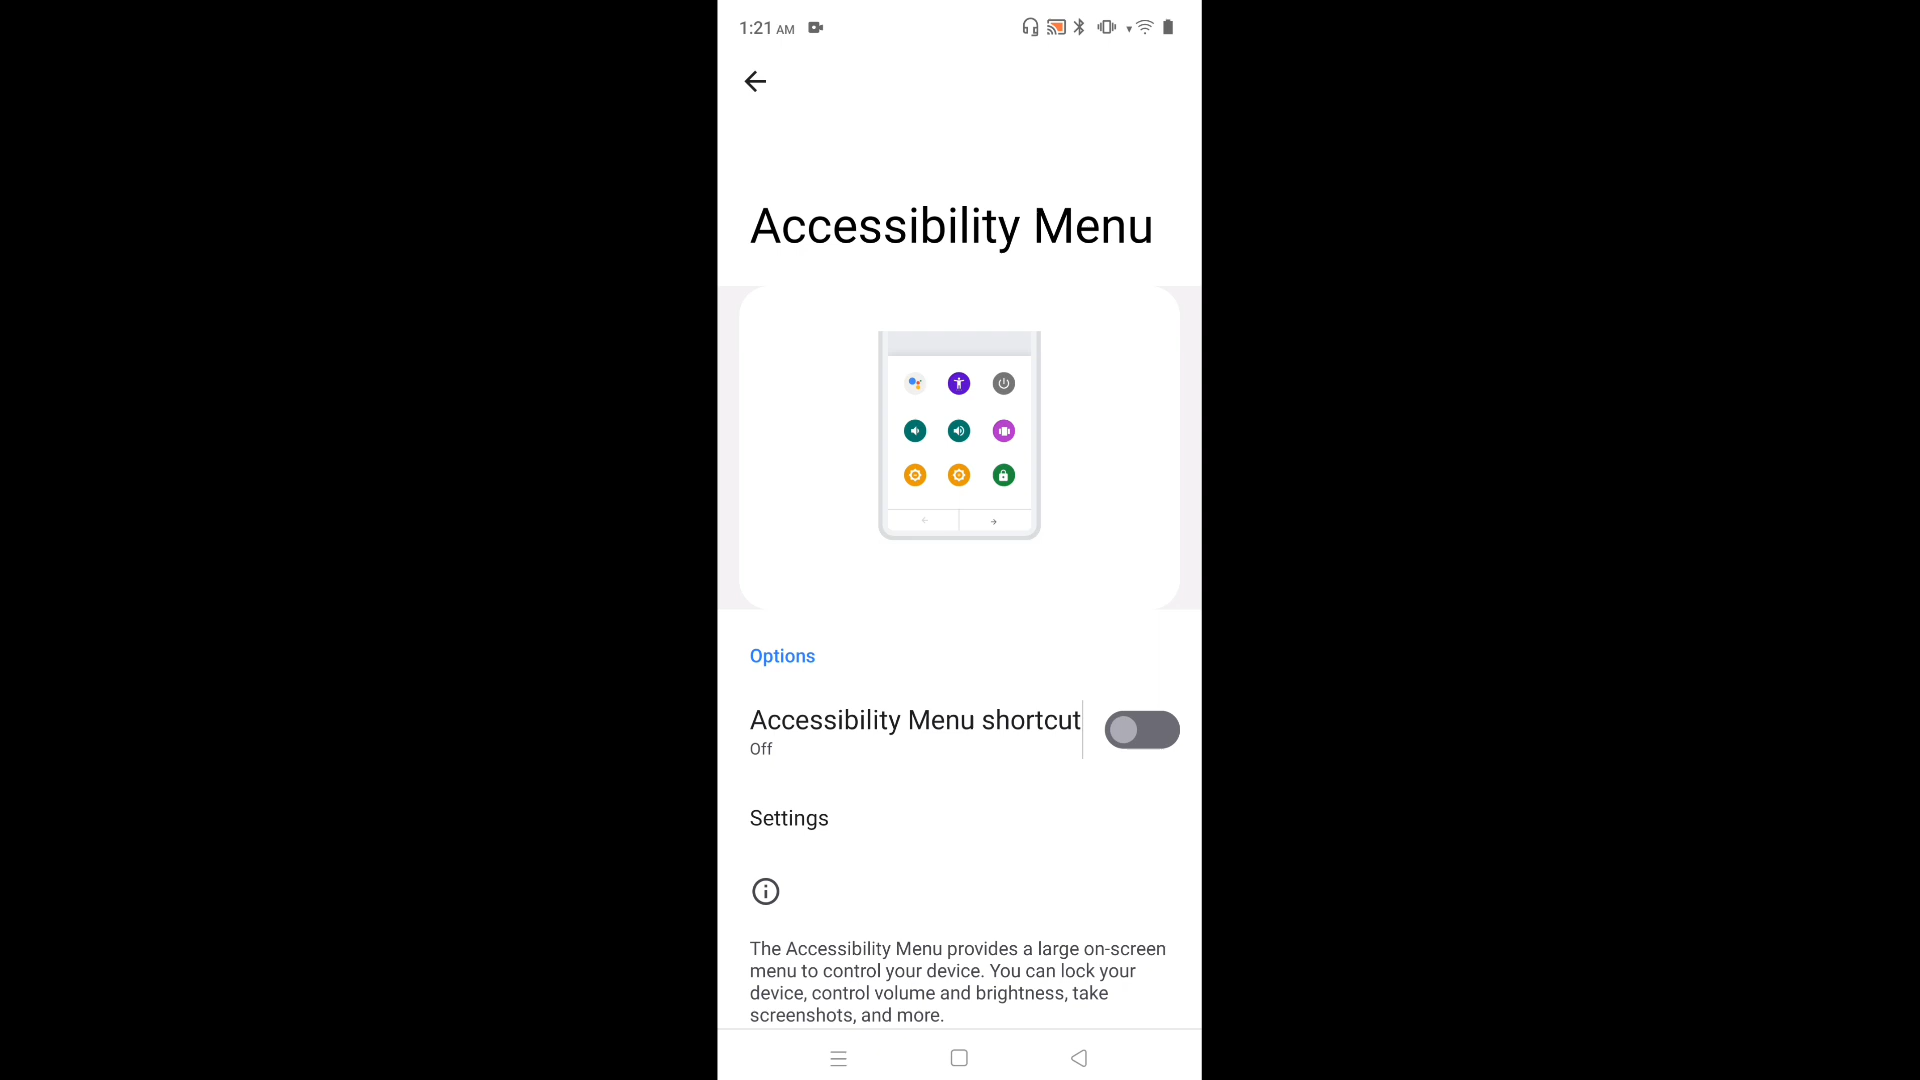 1:21 AM
Accessibility Menu
Options
Accessibility Menu shortcut
Off
Settings
The Accessibility Menu provides a large on-screen
menu to control your device. You can lock your
device, control volume and brightness, take
screenshots, and more.